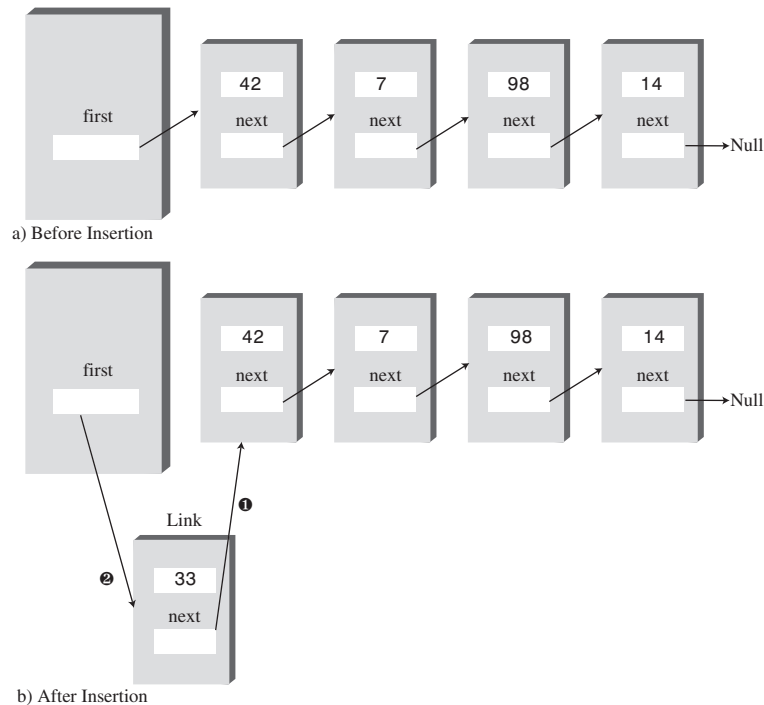 42 7 98 14
first next next next next
Null
a) Before Insertion
42 7 98 14
first next next next next
Null
Link
❶
❷ 33
next
b) After Insertion